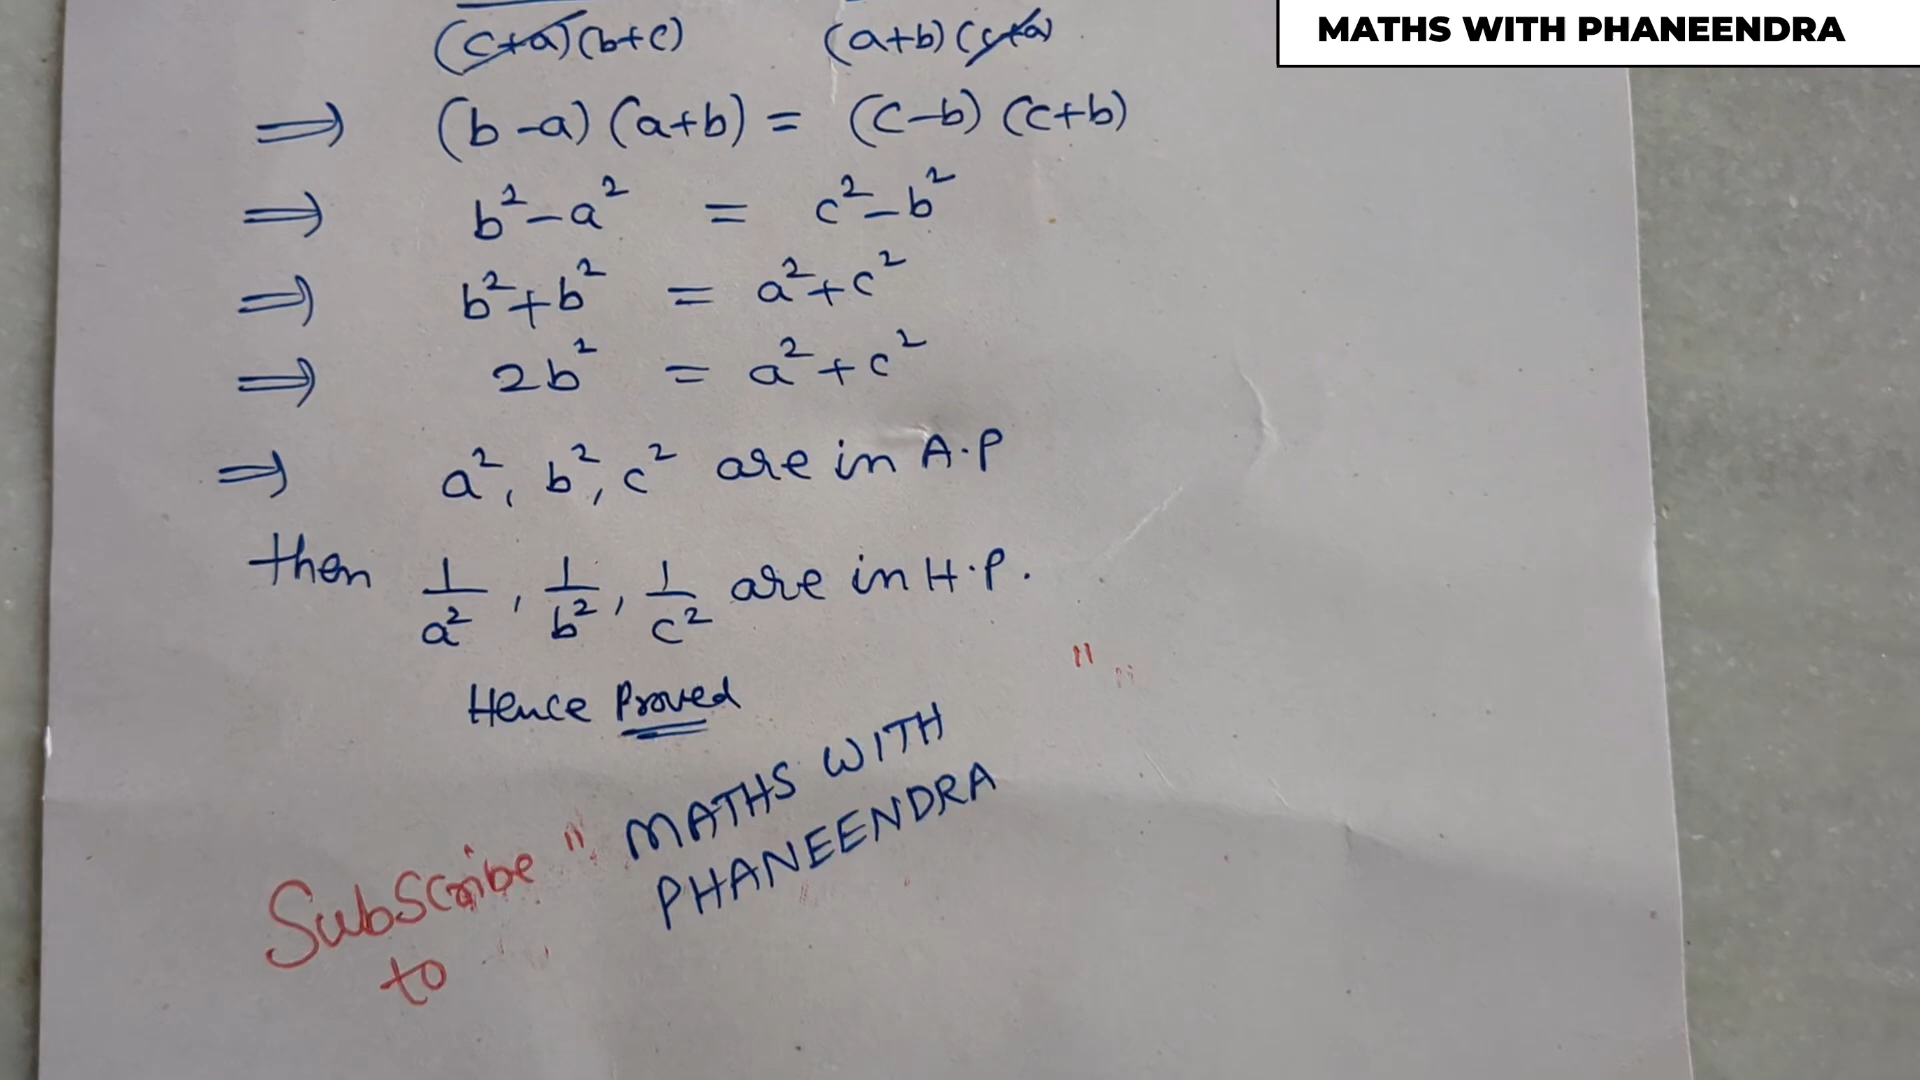 MATHS WITH PHANEENDRA
(c+a)(b+c) (a+b)(c+a)
⇒ (b-a)(a+b) = (c-b)(c+b)
⇒ b²-a² = c²-b²
⇒ b²+b² = a²+c²
⇒ 2b² = a²+c²
⇒ a², b², c² are in A.P
then 1/a², 1/b², 1/c² are in H.P.
Hence Proved
Subscribe " MATHS WITH "
to PHANEENDRA